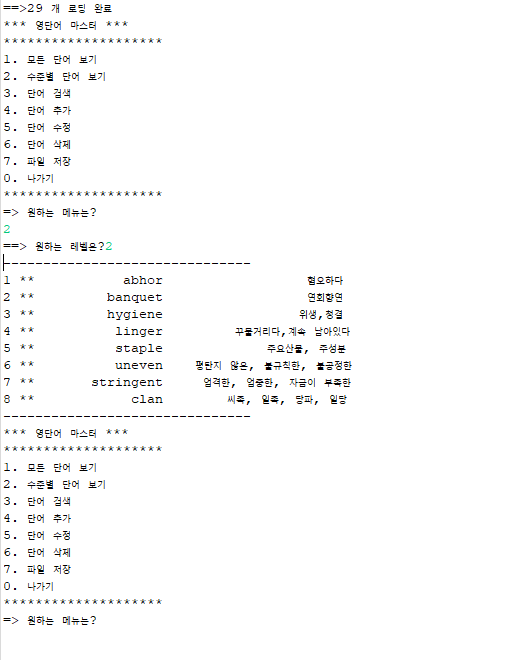 ==>29 개 로딩 완료
*** 영단어 마스터 ***
********************
1. 모든 단어 보기
2. 수준별 단어 보기
3. 단어 검색
4. 단어 추가
5. 단어 수정
6. 단어 삭제
7. 파일 저장
0. 나가기
********************
=> 원하는 메뉴는?
2
==> 원하는 레벨은?2
-------------------------------
1 ** abhor 혐오하다
2 ** banquet 연회향연
3 ** hygiene 위생,청결
4 ** linger 꾸물거리다,계속 남아있다
5 ** staple 주요산물, 주성분
6 ** uneven 평탄지 않은, 불규칙한, 불공정한
7 ** stringent 엄격한, 엄중한, 자금이 부족한
8 ** clan 씨족, 일족, 당파, 일당
-------------------------------
*** 영단어 마스터 ***
********************
1. 모든 단어 보기
2. 수준별 단어 보기
3. 단어 검색
4. 단어 추가
5. 단어 수정
6. 단어 삭제
7. 파일 저장
0. 나가기
********************
=> 원하는 메뉴는?